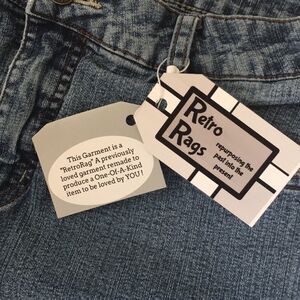 This Garment is a
"RetroRag" A previously
loved garment remade to
produce a One-Of-A-Kind
item to be loved by YOU!
Retro
Rags
repurposing the
past into the
present